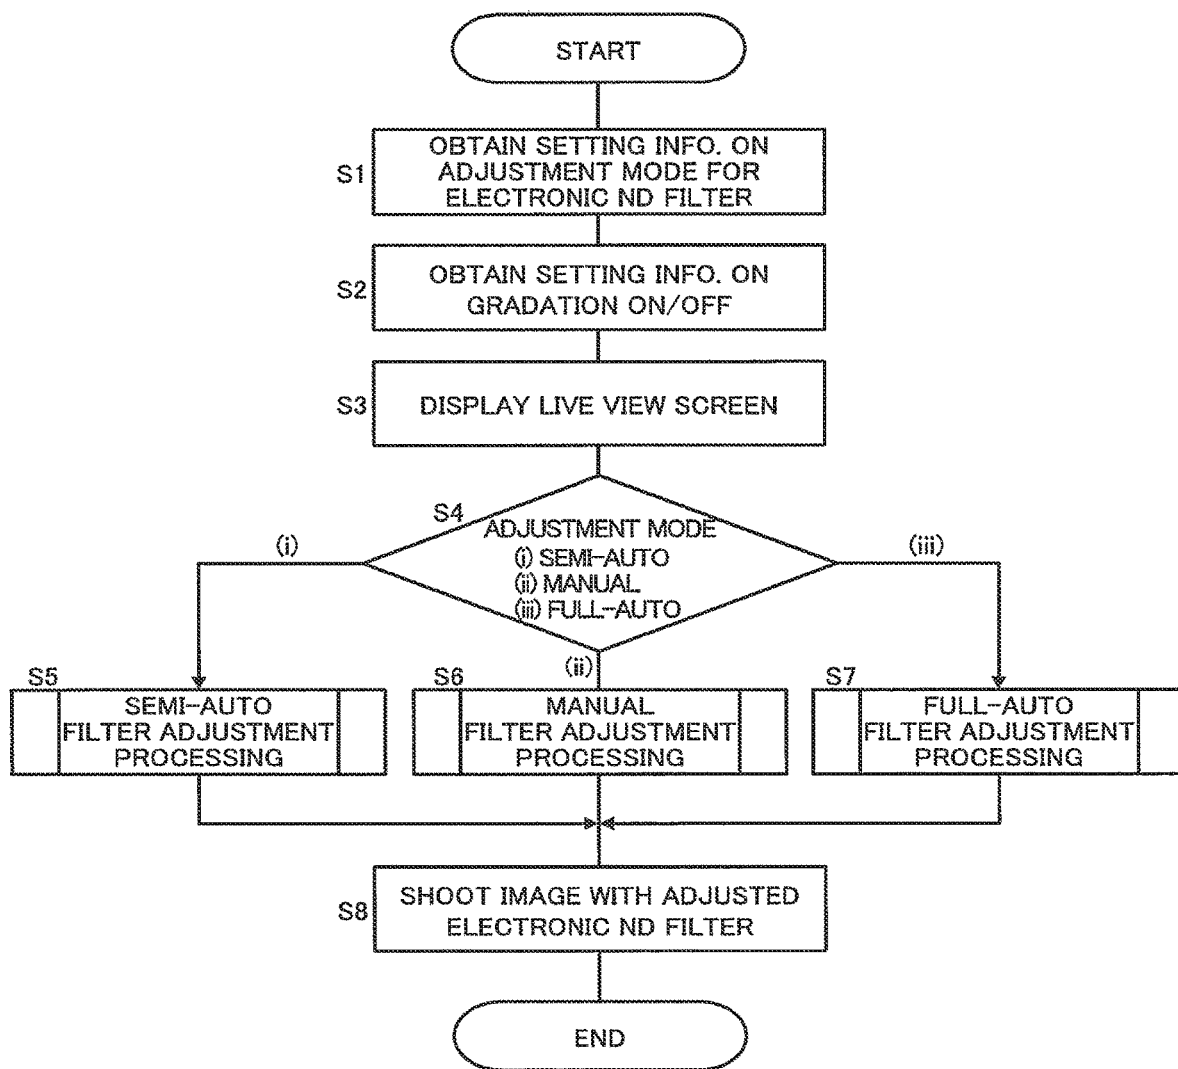 START
S1
OBTAIN SETTING INFO. ON
ADJUSTMENT MODE FOR
ELECTRONIC ND FILTER
S2
OBTAIN SETTING INFO. ON
GRADATION ON/OFF
S3
DISPLAY LIVE VIEW SCREEN
S4
ADJUSTMENT MODE
(i) SEMI-AUTO
(ii) MANUAL
(iii) FULL-AUTO
(i)
(ii)
(iii)
S5
SEMI-AUTO
FILTER ADJUSTMENT
PROCESSING
S6
MANUAL
FILTER ADJUSTMENT
PROCESSING
S7
FULL-AUTO
FILTER ADJUSTMENT
PROCESSING
S8
SHOOT IMAGE WITH ADJUSTED
ELECTRONIC ND FILTER
END